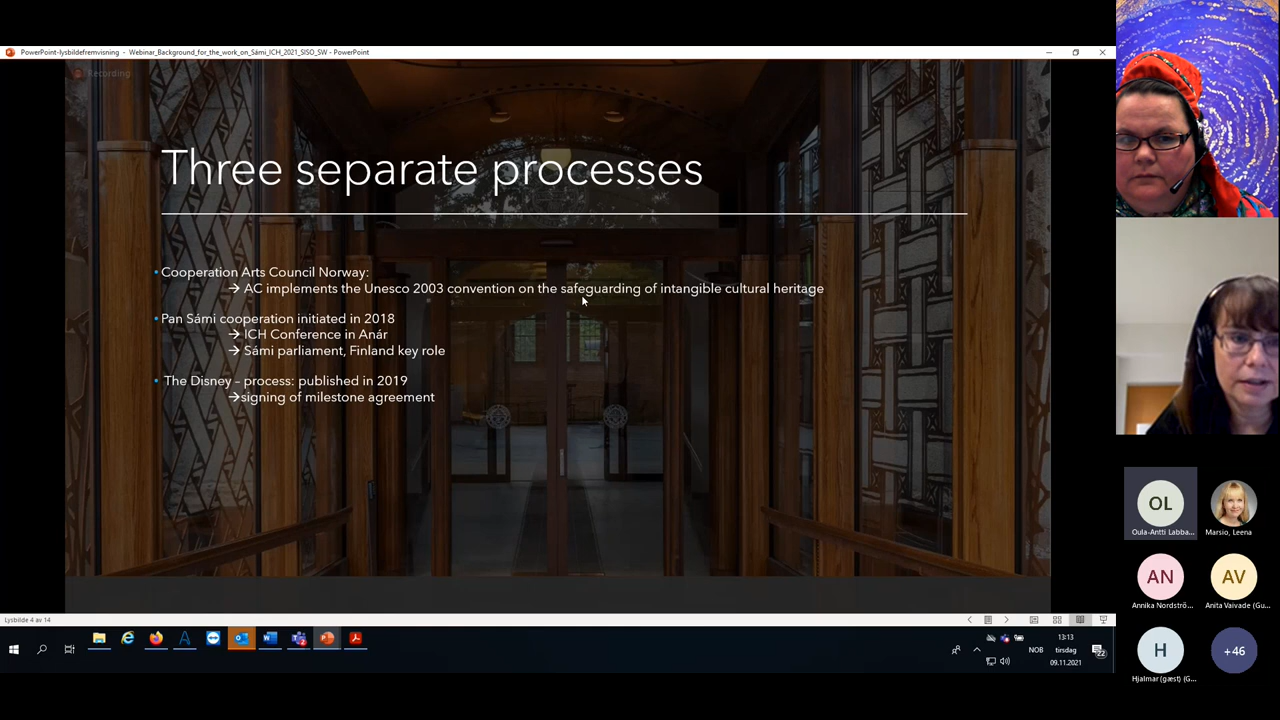 PowerPoint-lysbildefremvisning - Webinar_Background_for_the_work_on_Sámi_ICH_2021_SISO_SW - PowerPoint
Recording
Three separate processes
• Cooperation Arts Council Norway:
→ AC implements the Unesco 2003 convention on the safeguarding of intangible cultural heritage
• Pan Sámi cooperation initiated in 2018
→ ICH Conference in Anár
→ Sámi parliament, Finland key role
• The Disney – process: published in 2019
→signing of milestone agreement
OL
Oula-Antti Labba...
Marsio, Leena
AN
AV
Annika Nordströ...
Anita Vaivade (Gu...
H
+46
Hjalmar (gæst) (G...
Lysbilde 4 av 14
13:13
NOB
tirsdag
09.11.2021
22